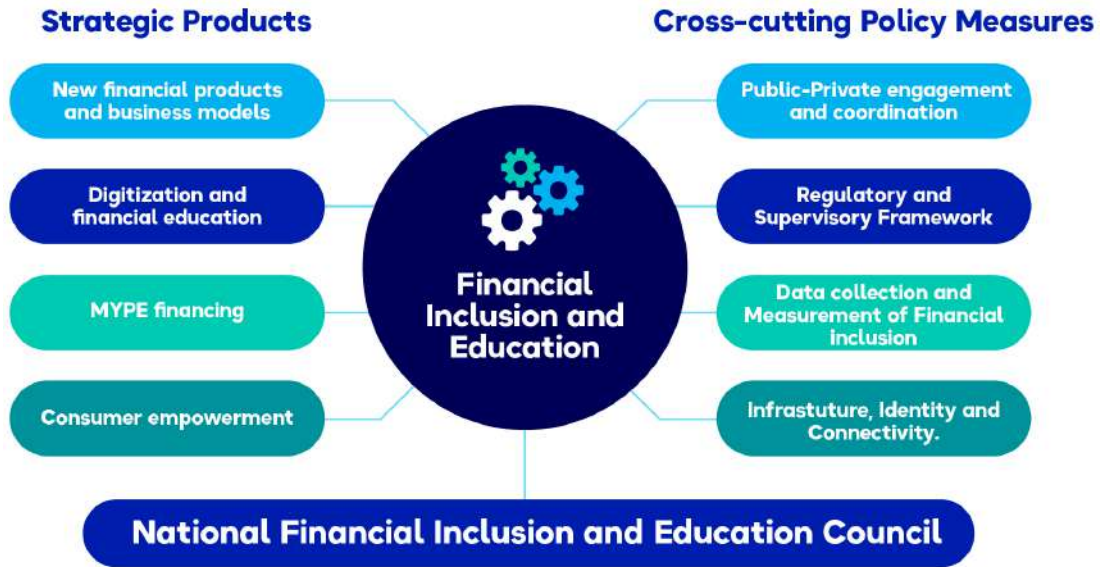 Strategic Products
New financial products
and business models
Digitization and
financial education
MYPE financing
Consumer empowerment
Financial
Inclusion and
Education
Cross-cutting Policy Measures
Public-Private engagement
and coordination
Regulatory and
Supervisory Framework
Data collection and
Measurement of Financial
inclusion
Infrastuture, Identity and
Connectivity.
National Financial Inclusion and Education Council